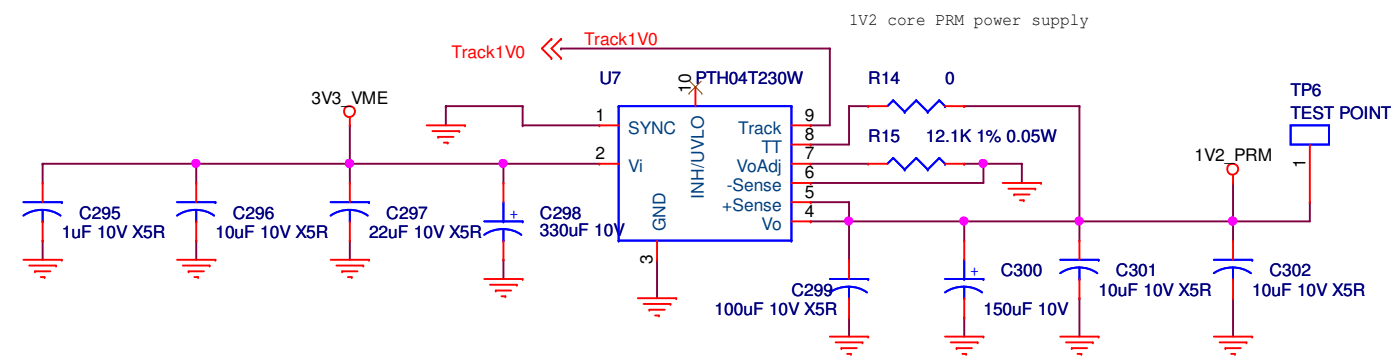 1V2 core PRM power supply
Track1V0
Track1V0
U7
10
PTH04T230W
R14
0
TP6
TEST POINT
3V3_VME
1
SYNC
Track
9
8
TT
R15
12.1K 1% 0.05W
2
Vi
INH/UVLO
VoAdj
7
1V2_PRM
1
-Sense
6
+Sense
5
GND
Vo
4
3
C295
1uF 10V X5R
C296
10uF 10V X5R
C297
22uF 10V X5R
C298
330uF 10V
C299
100uF 10V X5R
C300
150uF 10V
C301
10uF 10V X5R
C302
10uF 10V X5R
+
+